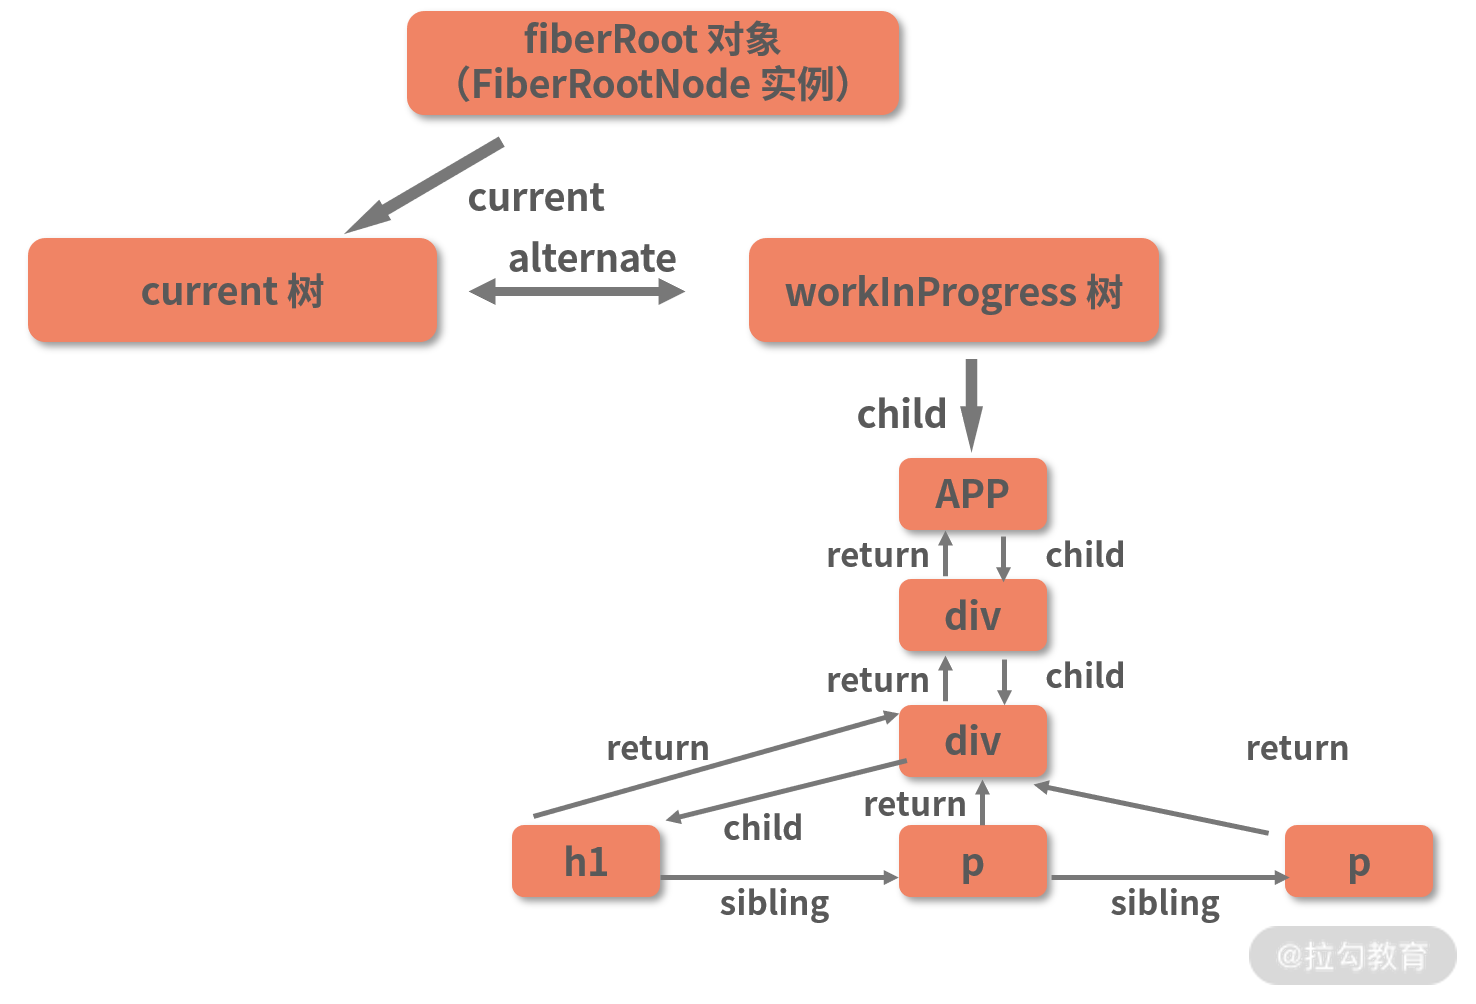 fiberRoot 对象
（FiberRootNode 实例）
current
alternate
current 树
workInProgress 树
child
APP
return
child
div
return
child
return
div
return
child
return
h1
p
p
sibling
sibling
@拉勾教育